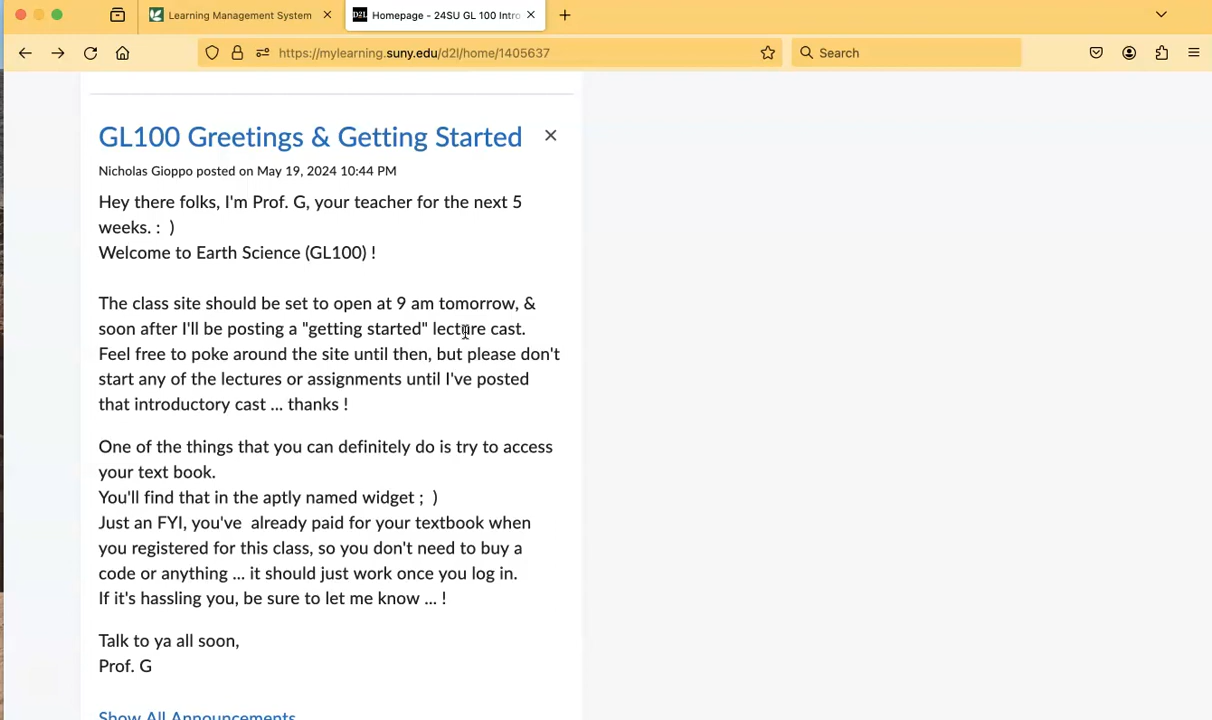 Learning Management System
D2L Homepage - 24SU GL 100 Intro
https://mylearning.suny.edu/d2l/home/1405637
Search
GL100 Greetings & Getting Started
Nicholas Gioppo posted on May 19, 2024 10:44 PM
Hey there folks, I'm Prof. G, your teacher for the next 5
weeks. : )
Welcome to Earth Science (GL100) !
The class site should be set to open at 9 am tomorrow, &
soon after I'll be posting a "getting started" lecture cast.
Feel free to poke around the site until then, but please don't
start any of the lectures or assignments until I've posted
that introductory cast ... thanks !
One of the things that you can definitely do is try to access
your text book.
You'll find that in the aptly named widget ; )
Just an FYI, you've already paid for your textbook when
you registered for this class, so you don't need to buy a
code or anything ... it should just work once you log in.
If it's hassling you, be sure to let me know ... !
Talk to ya all soon,
Prof. G
Show All Announcements